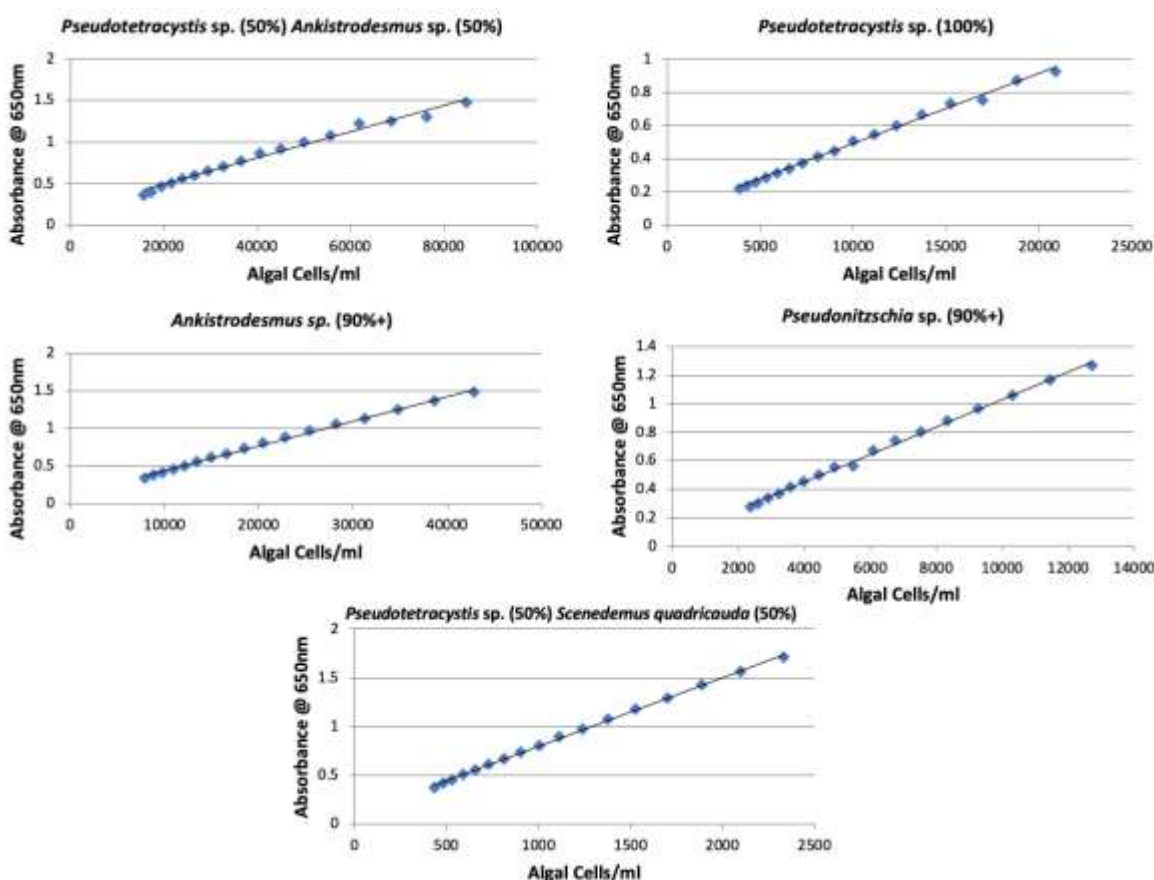 Pseudotetracystis sp. (50%) Ankistrodesmus sp. (50%)
Absorbance @ 650nm
2
1.5
1
0.5
0
0 20000 40000 60000 80000 100000
Algal Cells/ml
Pseudotetracystis sp. (100%)
Absorbance @ 650nm
1
0.8
0.6
0.4
0.2
0
0 5000 10000 15000 20000 25000
Algal Cells/ml
Ankistrodesmus sp. (90%+)
Absorbance @ 650nm
2
1.5
1
0.5
0
0 10000 20000 30000 40000 50000
Algal Cells/ml
Pseudonitzschia sp. (90%+)
Absorbance @ 650nm
1.4
1.2
1
0.8
0.6
0.4
0.2
0
0 2000 4000 6000 8000 10000 12000 14000
Algal Cells/ml
Pseudotetracystis sp. (50%) Scenedemus quadricauda (50%)
Absorbance @ 650nm
2
1.5
1
0.5
0
0 500 1000 1500 2000 2500
Algal Cells/ml